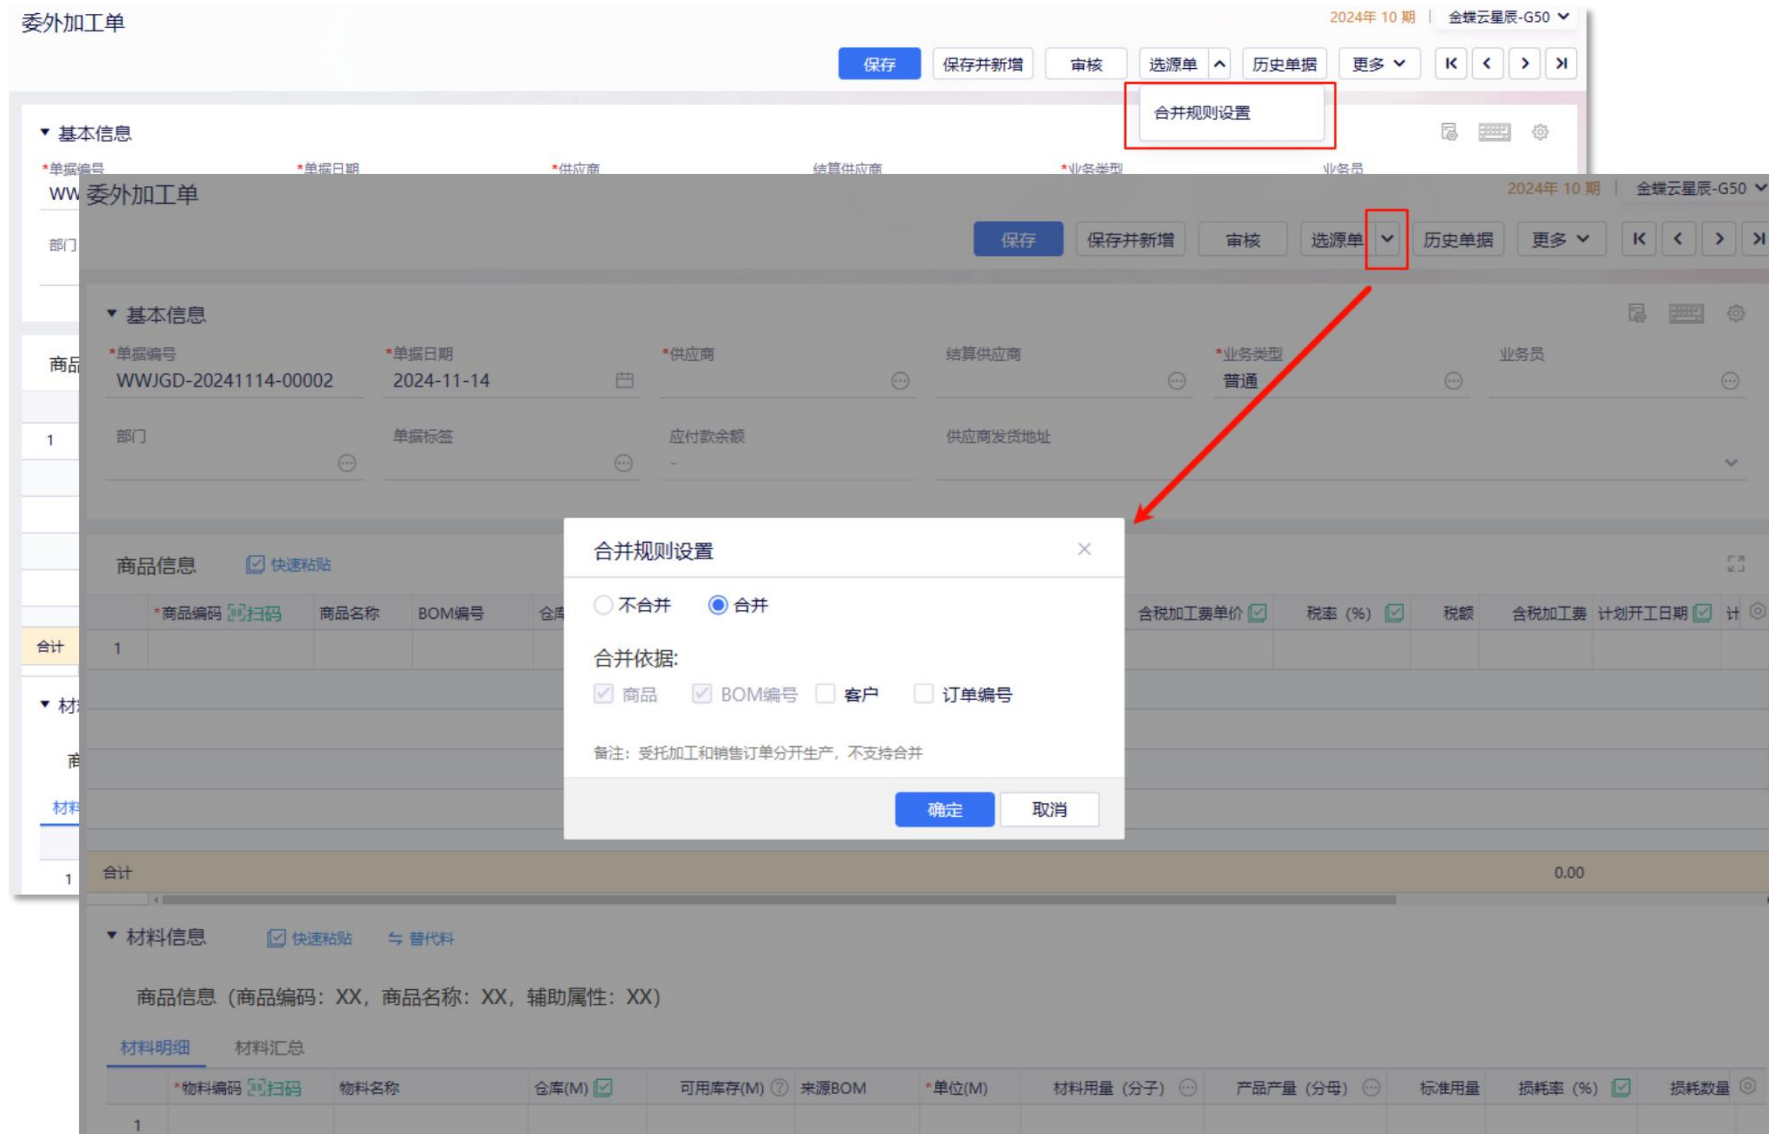 委外加工单
2024年 10 期 金蝶云星辰-G50
保存 保存并新增 审核 选源单 历史单据 更多
合并规则设置
基本信息
*单据编号 *单据日期 *供应商 结算供应商 *业务类型 业务员
WW
部门
商品
1
合计
材
商
材料
1
委外加工单
2024年 10 期 金蝶云星辰-G50
保存 保存并新增 审核 选源单 历史单据 更多
基本信息
*单据编号 *单据日期 *供应商 结算供应商 *业务类型 业务员
WWJGD-20241114-00002 2024-11-14 普通
部门 单据标签 应付款余额 供应商发货地址
-
商品信息 快速粘贴
*商品编码 扫码 商品名称 BOM编号 仓库 含税加工费单价 税率（%） 税额 含税加工费 计划开工日期 计
1
合并规则设置
不合并 合并
合并依据:
商品 BOM编号 客户 订单编号
备注：受托加工和销售订单分开生产，不支持合并
确定 取消
合计 0.00
材料信息 快速粘贴 替代料
商品信息（商品编码：XX，商品名称：XX，辅助属性：XX）
材料明细 材料汇总
*物料编码 扫码 物料名称 仓库(M) 可用库存(M) 来源BOM *单位(M) 材料用量（分子） 产品产量（分母） 标准用量 损耗率（%） 损耗数量
1